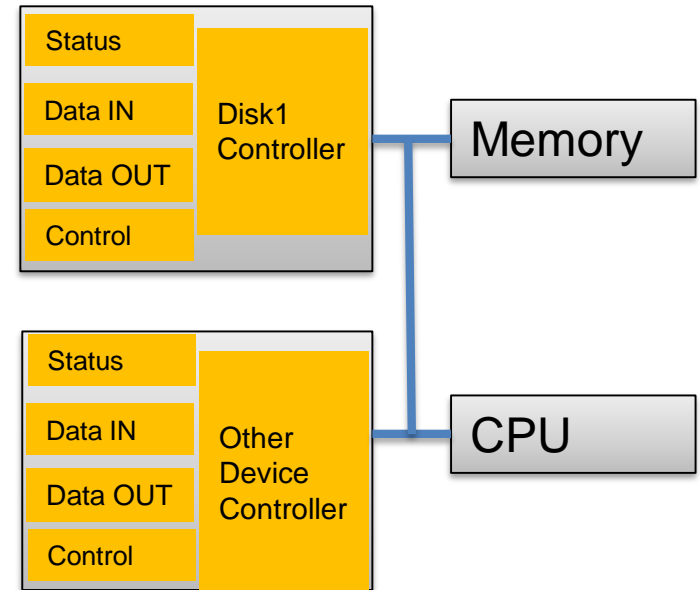 Status
Data IN
Data OUT
Control
Disk1
Controller
Memory
Status
Data IN
Data OUT
Control
Other
Device
Controller
CPU